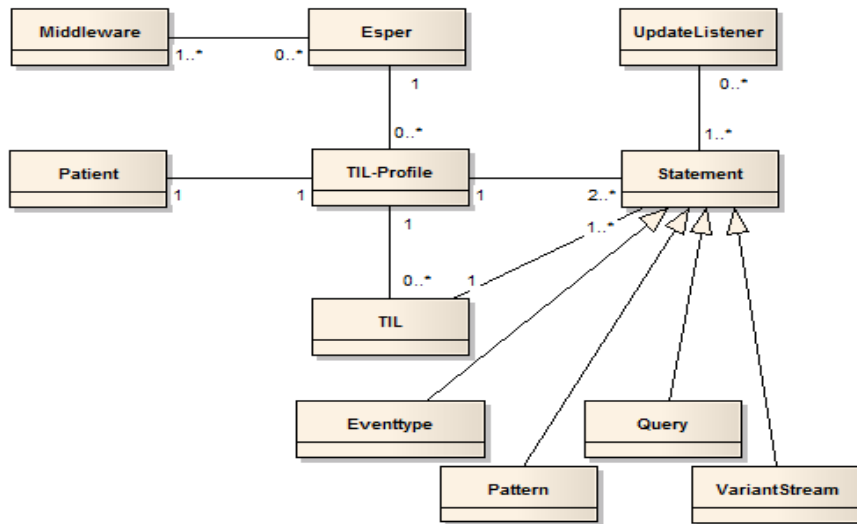 Middleware
Esper
UpdateListener
1..*
0..*
1
0..*
0..*
1..*
Patient
TIL-Profile
Statement
1
1
1
2..*
1
1..*
0..*
1
TIL
Eventtype
Query
Pattern
VariantStream